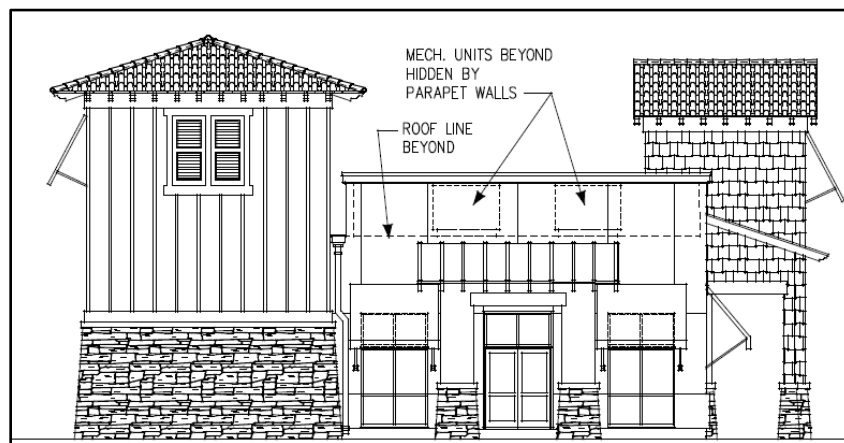 MECH. UNITS BEYOND
HIDDEN BY
PARAPET WALLS
ROOF LINE
BEYOND